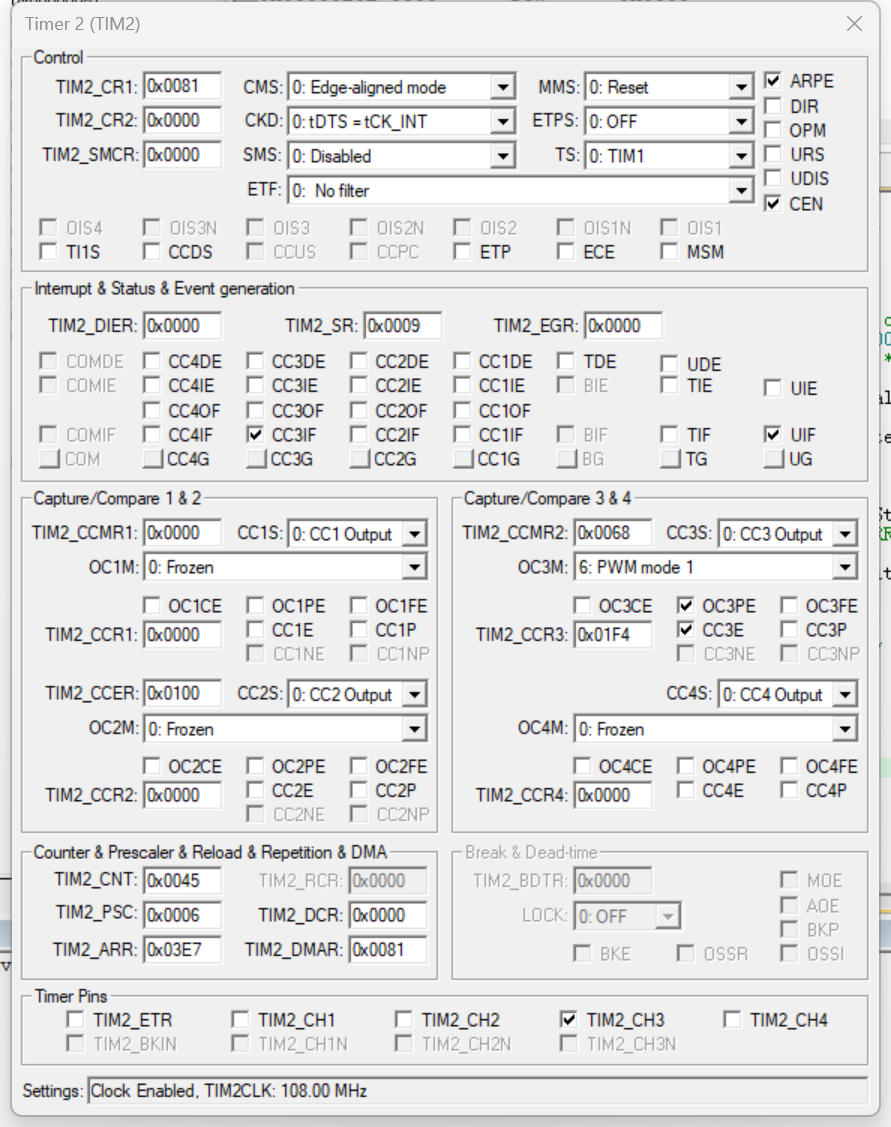 Timer 2 (TIM2)
Control
TIM2_CR1: 0x0081 CMS: 0: Edge-aligned mode MMS: 0: Reset ARPE
TIM2_CR2: 0x0000 CKD: 0: tDTS = tCK_INT ETPS: 0: OFF DIR
OPM
TIM2_SMCR: 0x0000 SMS: 0: Disabled TS: 0: TIM1 URS
ETF: 0: No filter UDIS
CEN
OIS4 OIS3N OIS3 OIS2N OIS2 OIS1N OIS1
TI1S CCDS CCUS CCPC ETP ECE MSM
Interrupt & Status & Event generation
TIM2_DIER: 0x0000 TIM2_SR: 0x0009 TIM2_EGR: 0x0000
COMDE CC4DE CC3DE CC2DE CC1DE TDE UDE
COMIE CC4IE CC3IE CC2IE CC1IE BIE TIE UIE
CC4OF CC3OF CC2OF CC1OF
COMIF CC4IF CC3IF CC2IF CC1IF BIF TIF UIF
COM CC4G CC3G CC2G CC1G BG TG UG
Capture/Compare 1 & 2
TIM2_CCMR1: 0x0000 CC1S: 0: CC1 Output
OC1M: 0: Frozen
OC1CE OC1PE OC1FE
TIM2_CCR1: 0x0000 CC1E CC1P
CC1NE CC1NP
TIM2_CCER: 0x0100 CC2S: 0: CC2 Output
OC2M: 0: Frozen
OC2CE OC2PE OC2FE
TIM2_CCR2: 0x0000 CC2E CC2P
CC2NE CC2NP
Capture/Compare 3 & 4
TIM2_CCMR2: 0x0068 CC3S: 0: CC3 Output
OC3M: 6: PWM mode 1
OC3CE OC3PE OC3FE
TIM2_CCR3: 0x01F4 CC3E CC3P
CC3NE CC3NP
CC4S: 0: CC4 Output
OC4M: 0: Frozen
OC4CE OC4PE OC4FE
TIM2_CCR4: 0x0000 CC4E CC4P
Counter & Prescaler & Reload & Repetition & DMA
TIM2_CNT: 0x0045 TIM2_RCR: 0x0000
TIM2_PSC: 0x0006 TIM2_DCR: 0x0000
TIM2_ARR: 0x03E7 TIM2_DMAR: 0x0081
Break & Dead-time
TIM2_BDTR: 0x0000 MOE
LOCK: 0: OFF AOE
BKP
BKE OSSR OSSI
Timer Pins
TIM2_ETR TIM2_CH1 TIM2_CH2 TIM2_CH3 TIM2_CH4
TIM2_BKIN TIM2_CH1N TIM2_CH2N TIM2_CH3N
Settings: Clock Enabled, TIM2CLK: 108.00 MHz